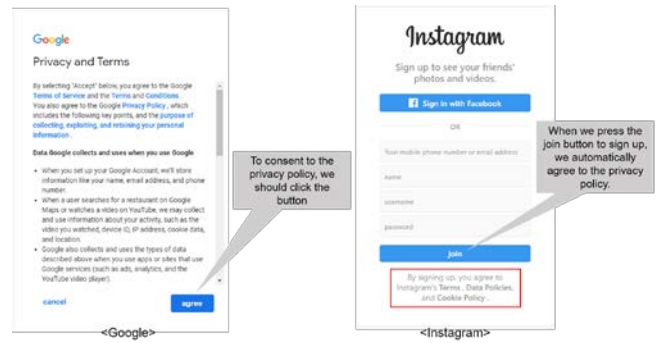 Google
Privacy and Terms
By selecting "Accept" below, you agree to the Google
Terms of Service and the Terms and Conditions
You also agree to the Google Privacy Policy , which
includes the following key points, and the purpose of
collecting, exploiting, and retaining your personal
information .
Data Google collects and uses when you use Google
• When you set up your Google Account, we'll store
information like your name, email address, and phone
number.
• When a user searches for a restaurant on Google
Maps or watches a video on YouTube, we may collect
and use information about your activity, such as the
video you watched, device ID, IP address, cookie data,
and location.
• Google also collects and uses the types of data
described above when you use apps or sites that use
Google services (such as ads, analytics, and the
YouTube video player).
cancel
agree
<Google>
To consent to the
privacy policy, we
should click the
button
Instagram
Sign up to see your friends'
photos and videos.
Sign in with Facebook
OR
Your mobile phone number or email address
name
username
password
join
By signing up, you agree to
Instagram's Terms , Data Policies,
and Cookie Policy .
<Instagram>
When we press the
join button to sign up,
we automatically
agree to the privacy
policy.